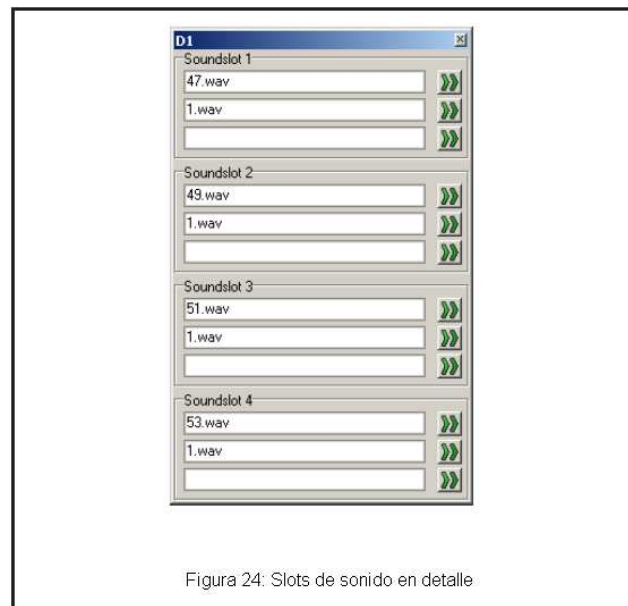 D1
Soundslot 1
47.wav
1.wav
Soundslot 2
49.wav
1.wav
Soundslot 3
51.wav
1.wav
Soundslot 4
53.wav
1.wav
Figura 24: Slots de sonido en detalle